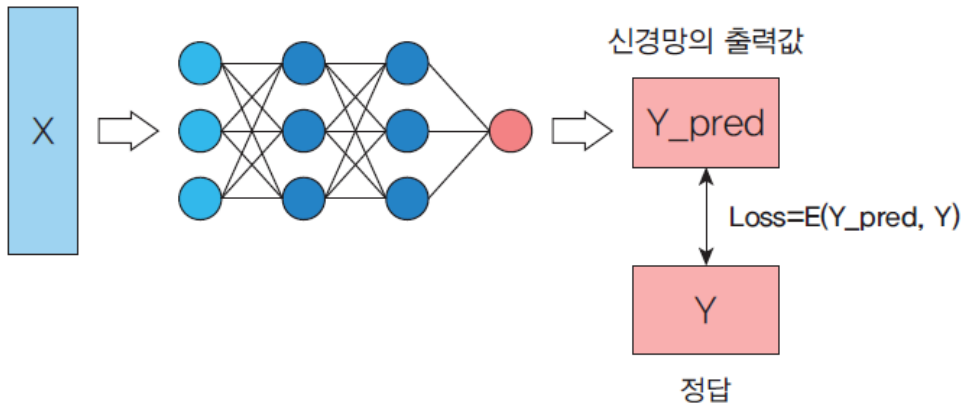 X
신경망의 출력값
Y_pred
Loss=E(Y_pred, Y)
Y
정답